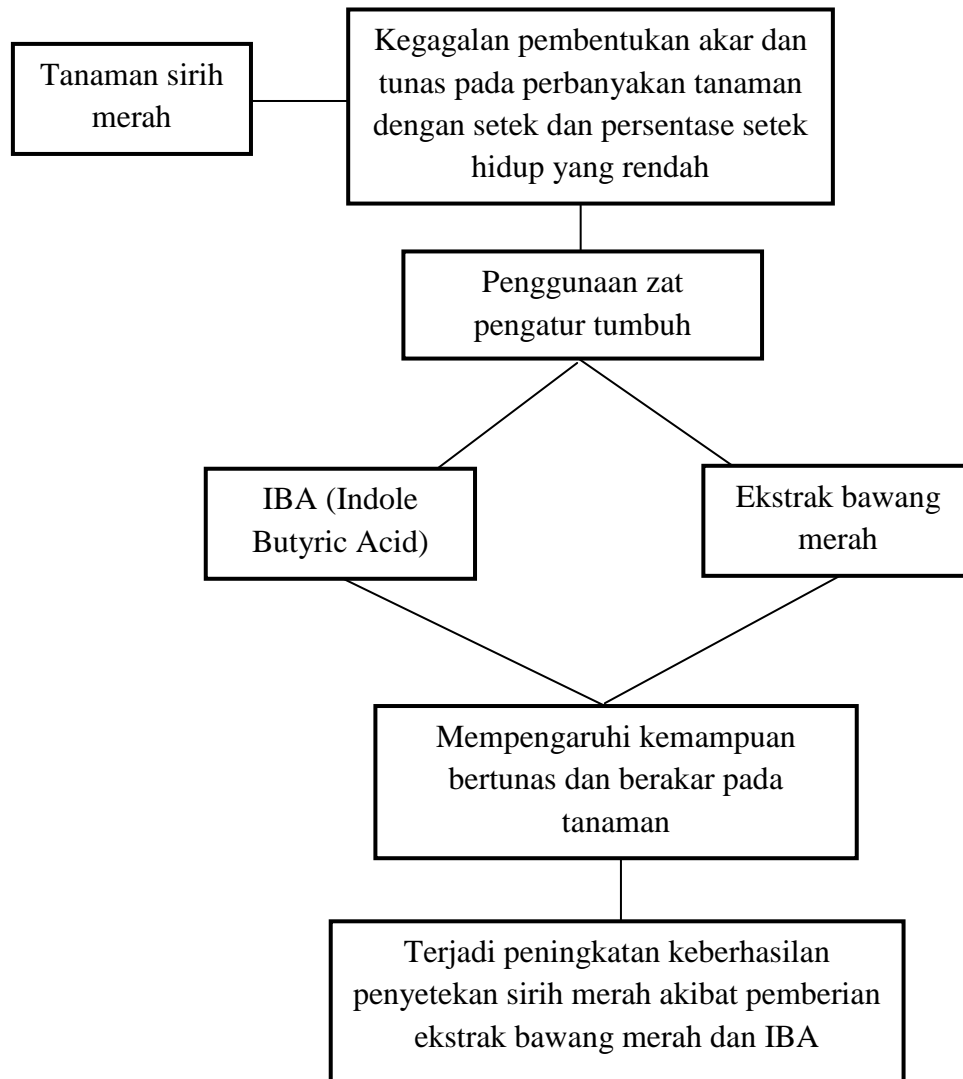 Tanaman sirih
merah
Kegagalan pembentukan akar dan
tunas pada perbanyakan tanaman
dengan setek dan persentase setek
hidup yang rendah
Penggunaan zat
pengatur tumbuh
IBA (Indole
Butyric Acid)
Ekstrak bawang
merah
Mempengaruhi kemampuan
bertunas dan berakar pada
tanaman
Terjadi peningkatan keberhasilan
penyetekan sirih merah akibat pemberian
ekstrak bawang merah dan IBA